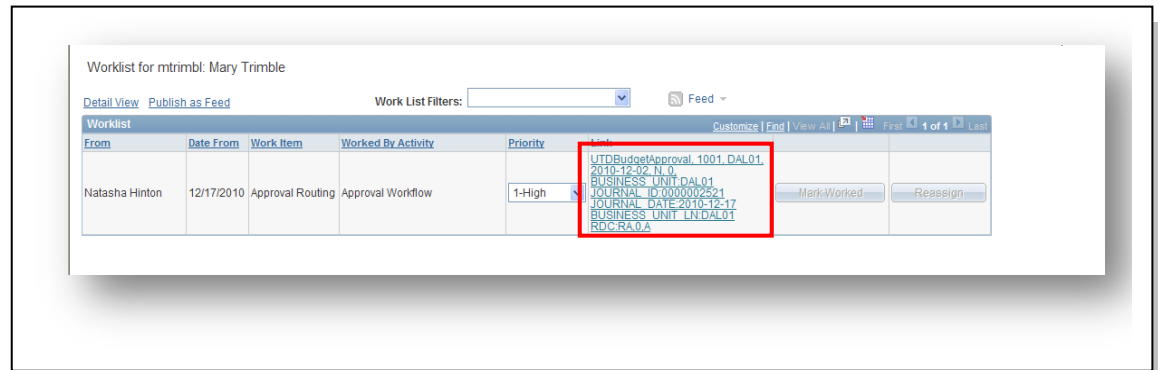 Worklist for mtrimbl: Mary Trimble
Detail View Publish as Feed Work List Filters: Feed
Worklist Customize | Find | View All | | First 1 of 1 Last
From Date From Work Item Worked By Activity Priority Link
Natasha Hinton 12/17/2010 Approval Routing Approval Workflow 1-High
UTDBudgetApproval, 1001, DAL01,
2010-12-02, N, 0,
BUSINESS_UNIT:DAL01
JOURNAL_ID:0000002521
JOURNAL_DATE:2010-12-17
BUSINESS_UNIT_LN:DAL01
RDC:RA,0,A
Mark Worked Reassign